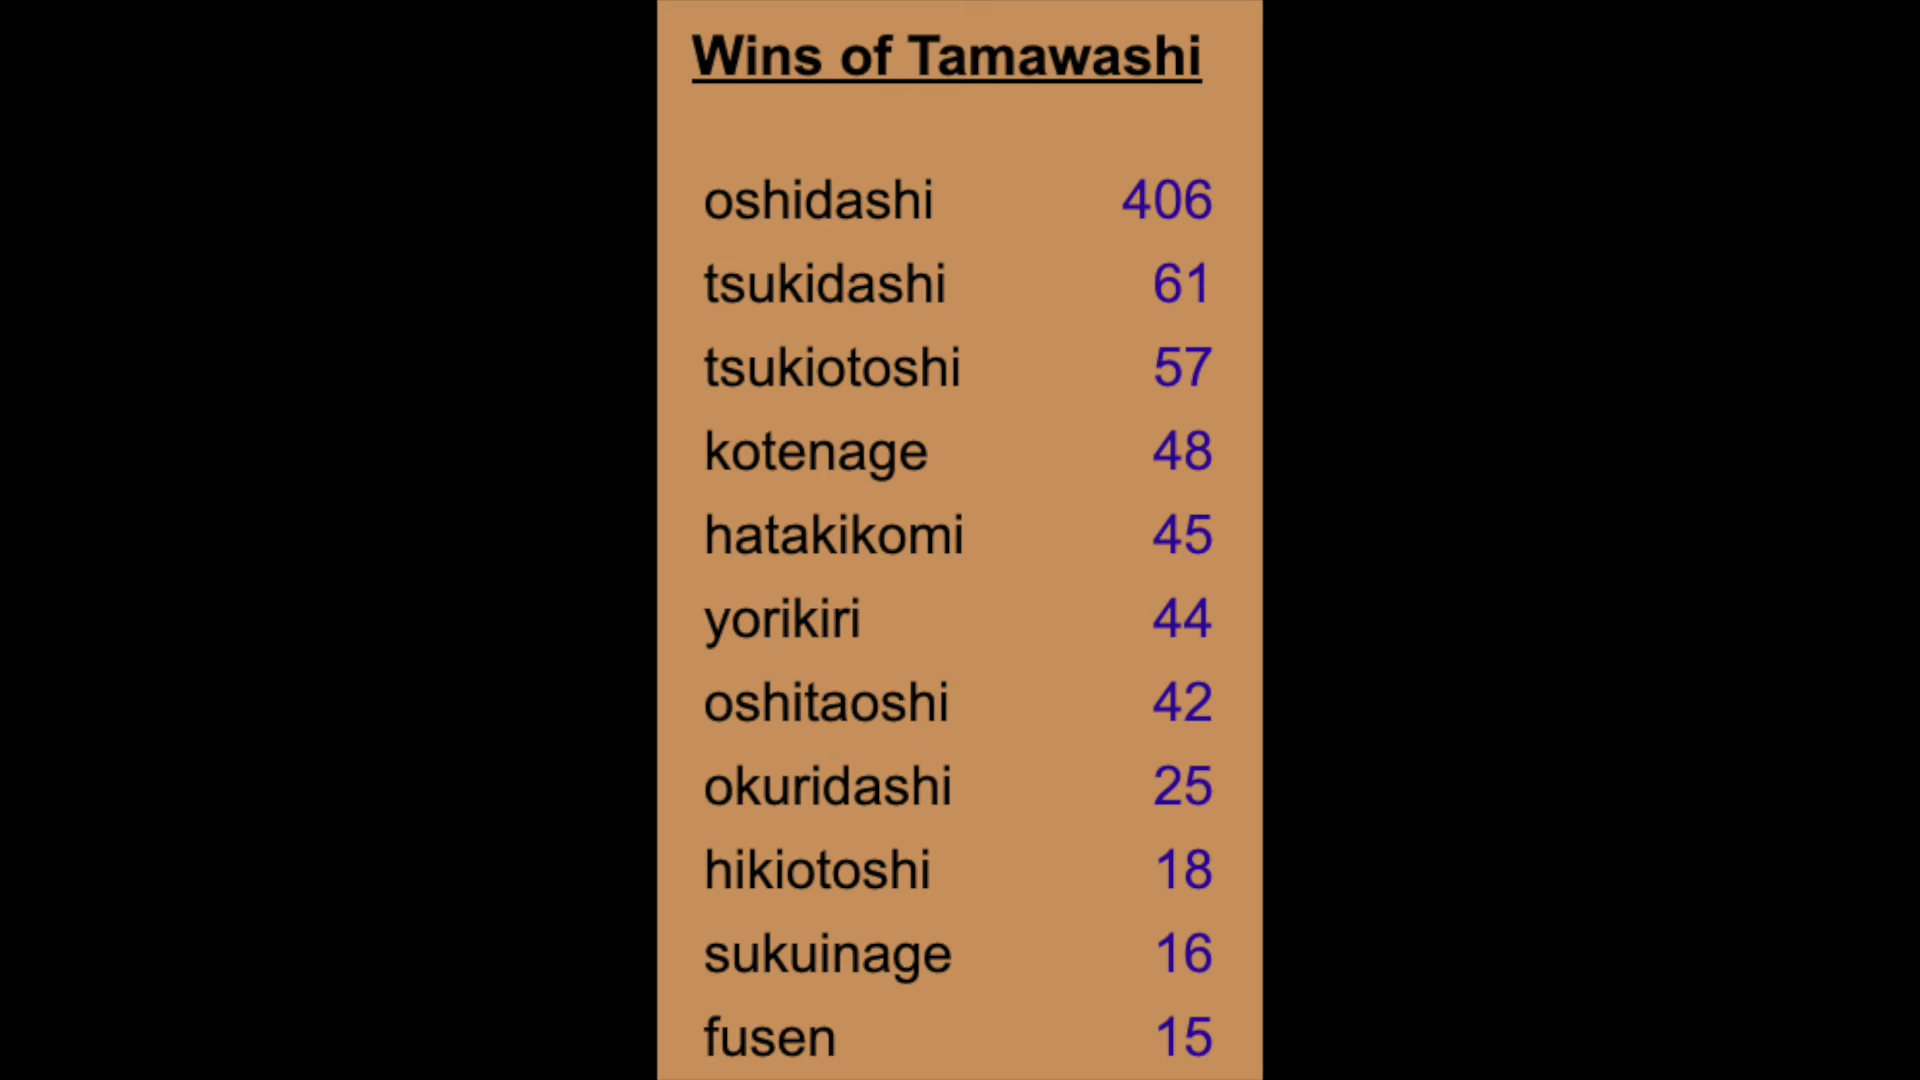 Wins of Tamawashi
oshidashi 406
tsukidashi 61
tsukiotoshi 57
kotenage 48
hatakikomi 45
yorikiri 44
oshitaoshi 42
okuridashi 25
hikiotoshi 18
sukuinage 16
fusen 15